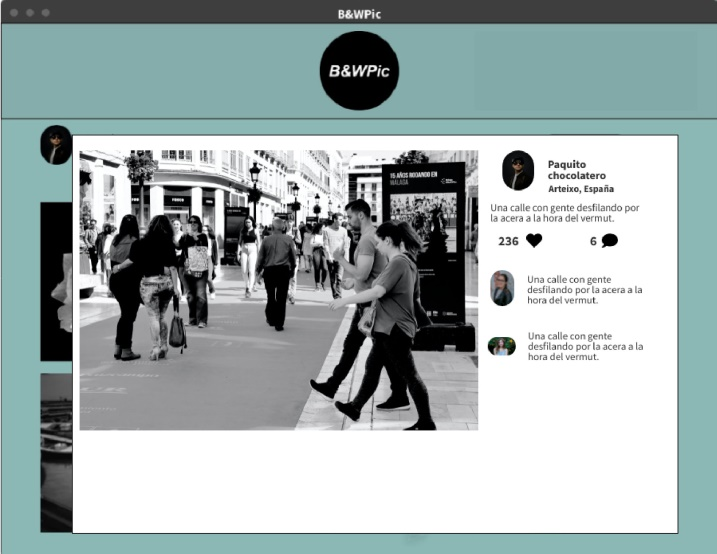 B&WPic
B&WPic
15 AÑOS RODANDO EN
MÁLAGA
Paquito
chocolatero
Arteixo, España
Una calle con gente desfilando por
la acera a la hora del vermut.
236
6
Una calle con gente
desfilando por la acera a la
hora del vermut.
Una calle con gente
desfilando por la acera a la
hora del vermut.